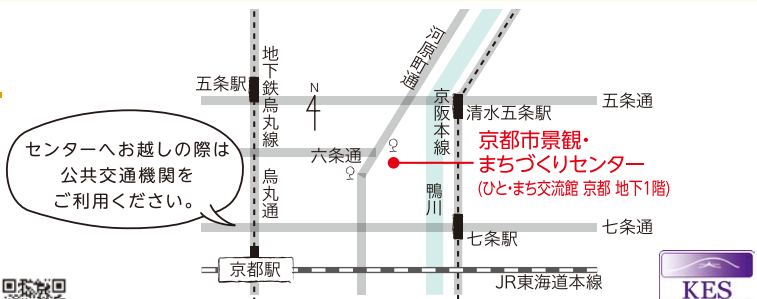 河原町通
地下鉄烏丸線
五条駅
N
京阪本線
五条通
清水五条駅
センターへお越しの際は
公共交通機関を
ご利用ください。
六条通
京都市景観・
まちづくりセンター
(ひと・まち交流館 京都 地下1階)
烏丸通
鴨川
七条通
七条駅
京都駅
JR東海道本線
KES